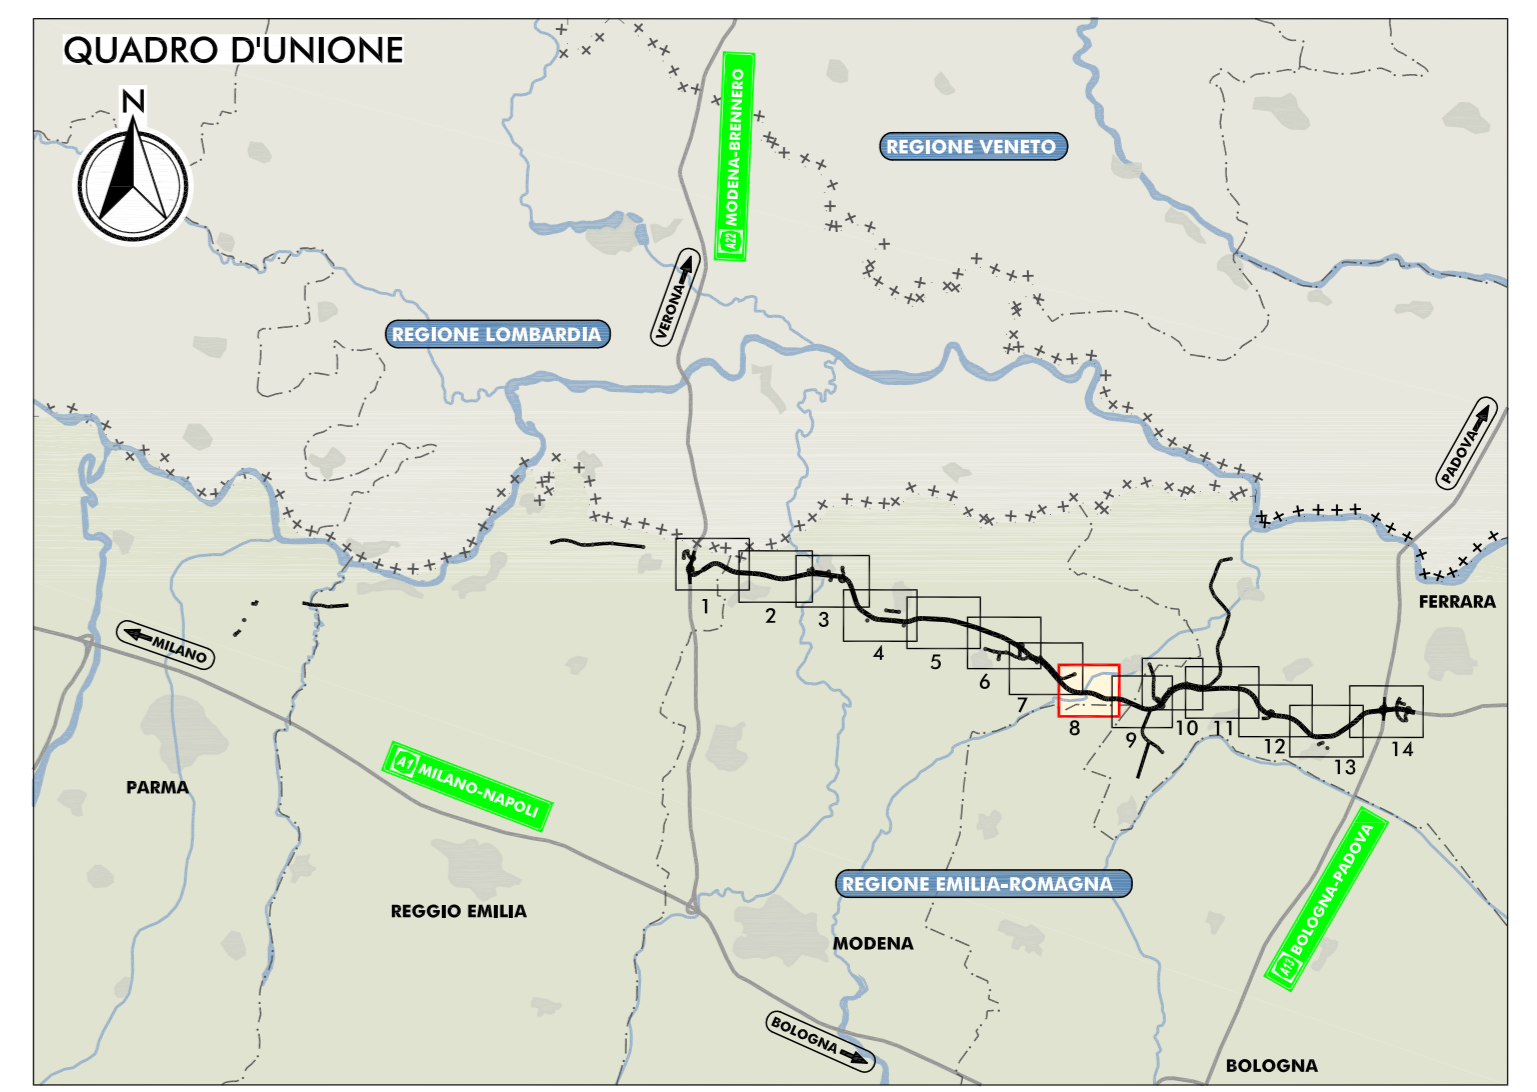 QUADRO D'UNIONE
N
A22 MODENA-BRENNERO
REGIONE VENETO
VERONA
REGIONE LOMBARDIA
PADOVA
MILANO
FERRARA
1
2
3
4
5
6
7
8
9
10
11
12
13
14
PARMA
A1 MILANO-NAPOLI
REGGIO EMILIA
REGIONE EMILIA-ROMAGNA
MODENA
A13 BOLOGNA-PADOVA
BOLOGNA
BOLOGNA